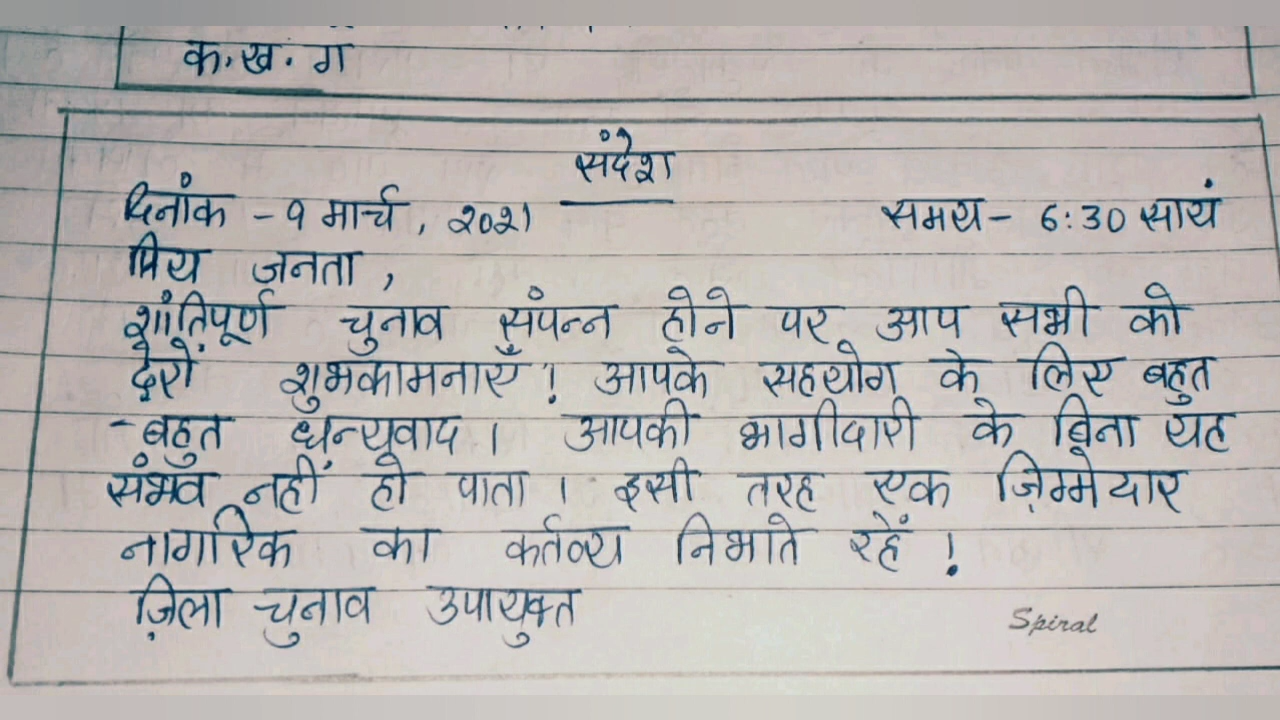 क.ख.ग
संदेश
दिनांक - 9 मार्च, २०२1 समय - 6:30 सायं
प्रिय जनता,
शांतिपूर्ण चुनाव संपन्न होने पर आप सभी को
ढेरों शुभकामनाएँ! आपके सहयोग के लिए बहुत
-बहुत धन्यवाद। आपकी भागीदारी के बिना यह
संभव नहीं हो पाता। इसी तरह एक ज़िम्मेदार
नागरिक का कर्तव्य निभाते रहें!
ज़िला चुनाव उपायुक्त
Spiral